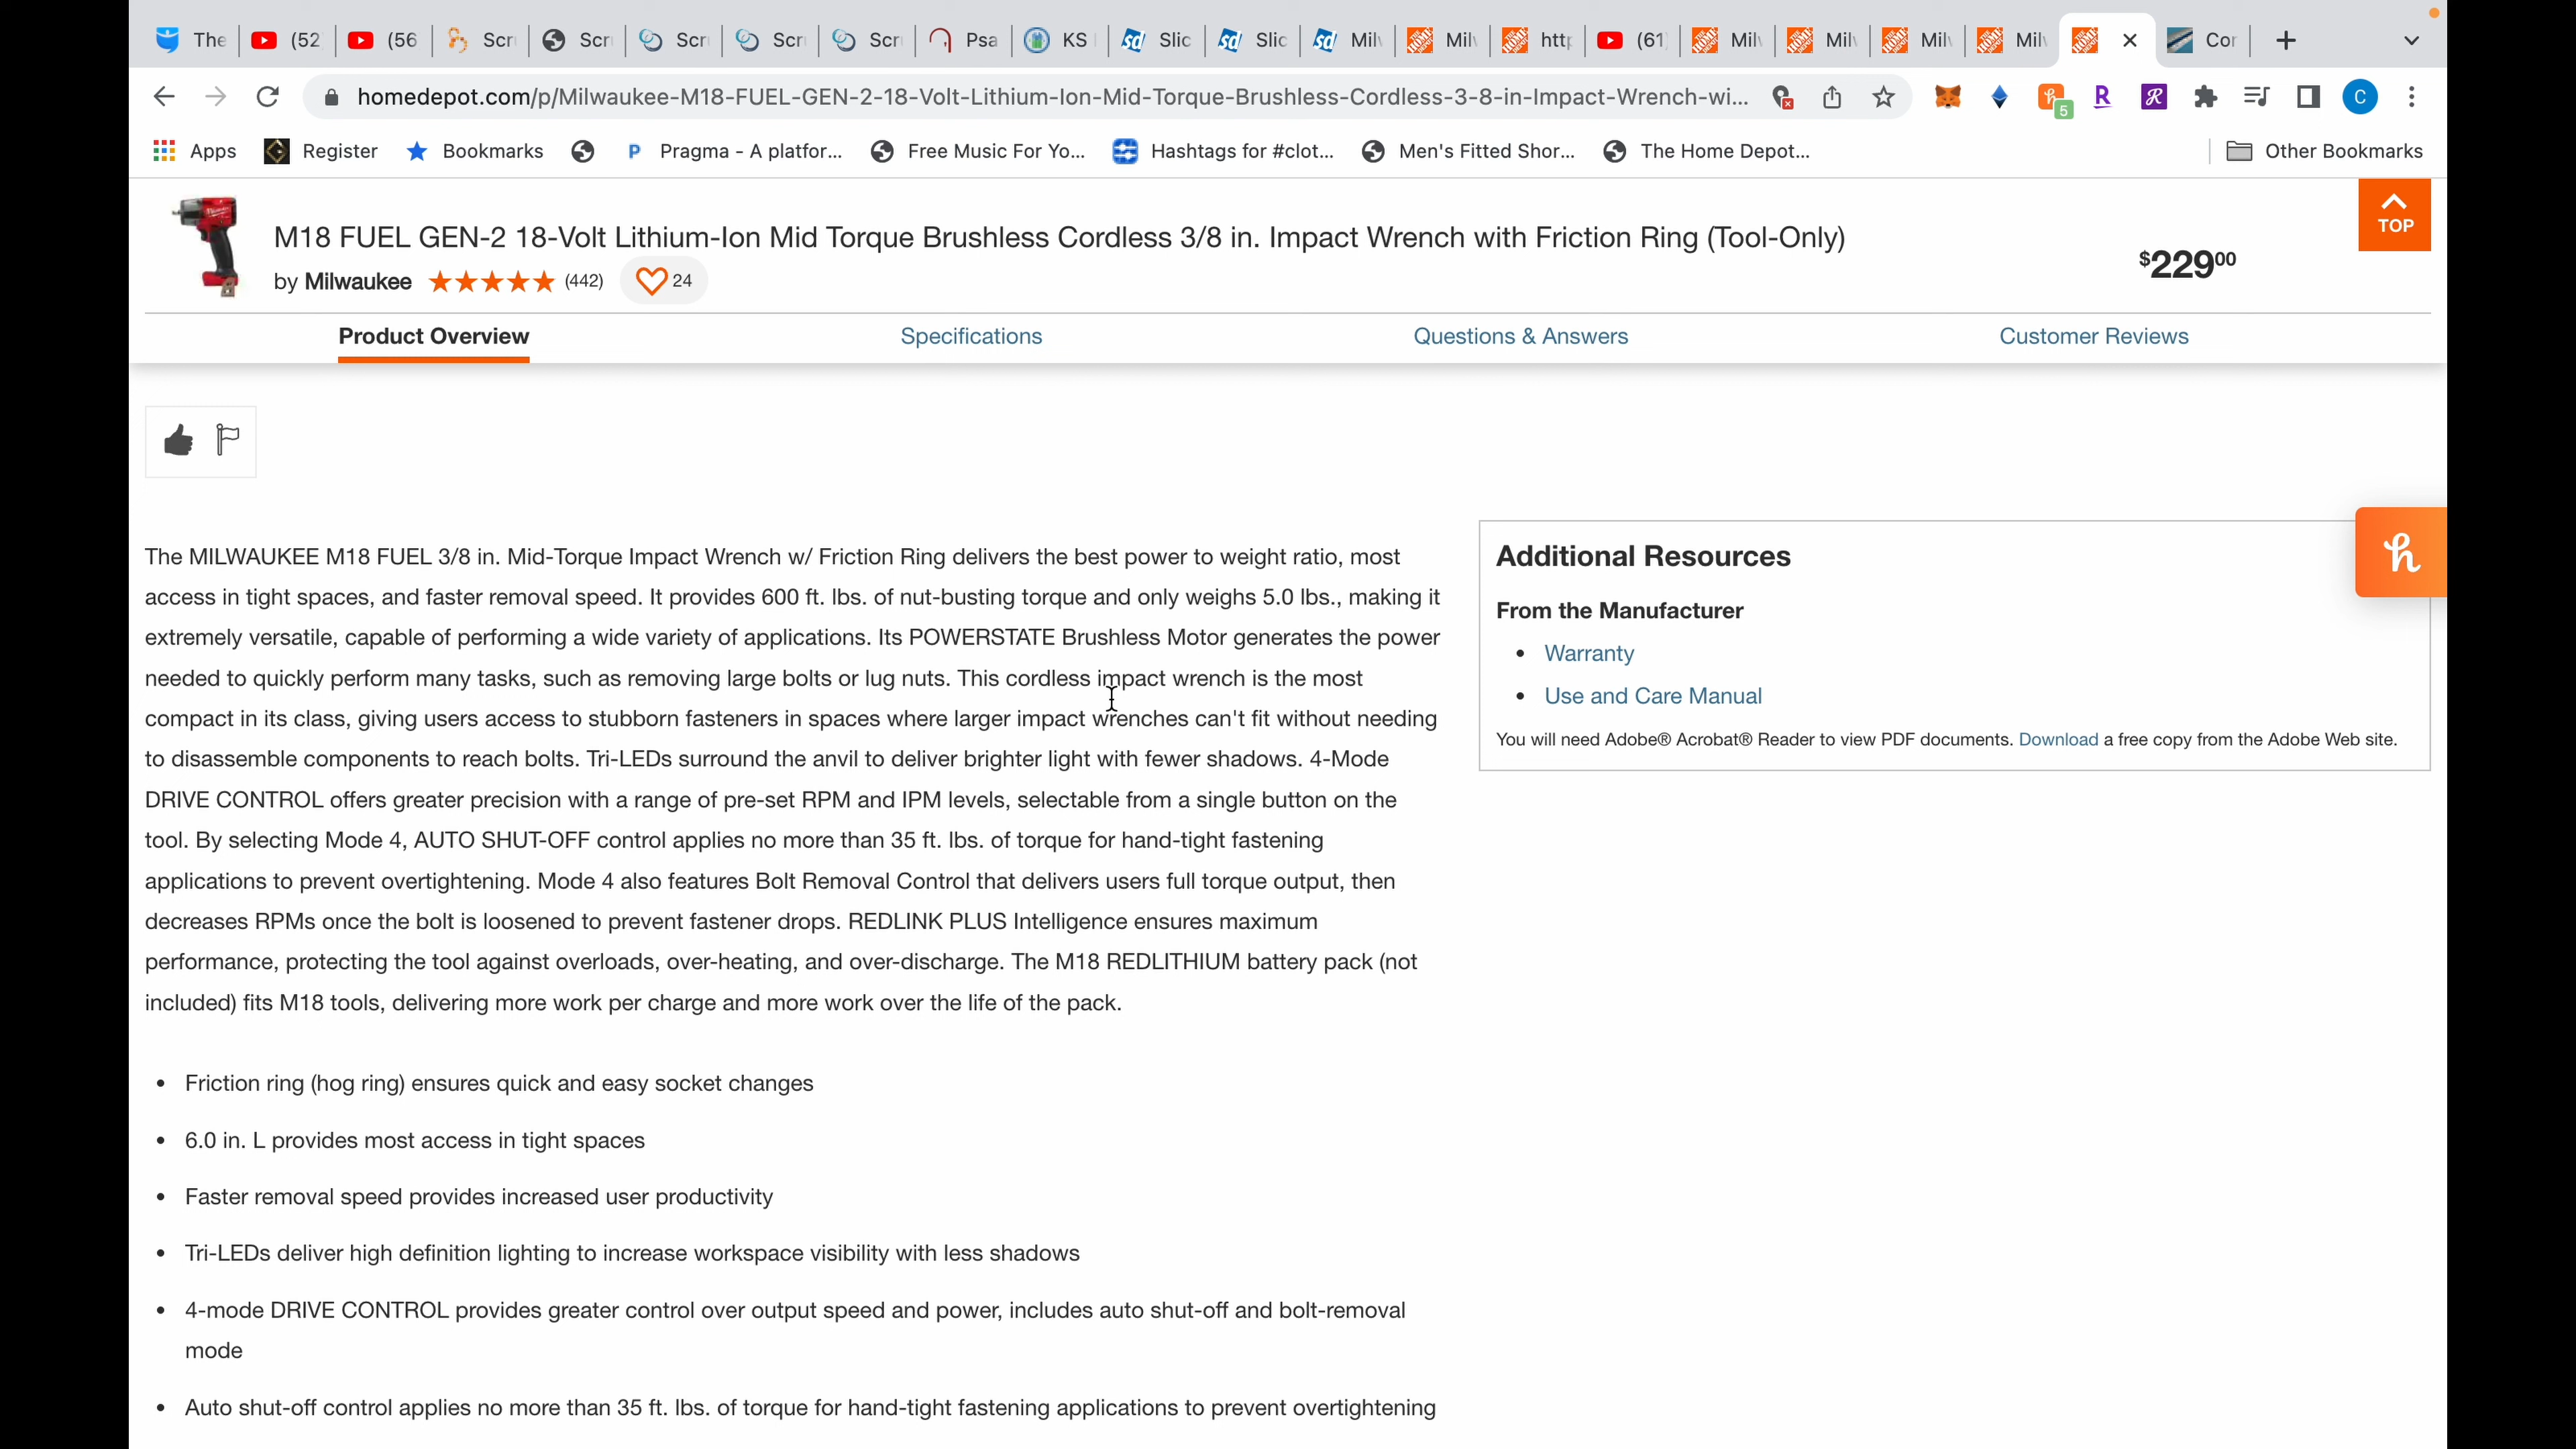 The (52 (56 Scr Scr Scr Scr Scr Psa KS Slic Slic Mil Mil http (61 Mil Mil Mil Mil Cor
homedepot.com/p/Milwaukee-M18-FUEL-GEN-2-18-Volt-Lithium-Ion-Mid-Torque-Brushless-Cordless-3-8-in-Impact-Wrench-wi... 5 C
Apps Register Bookmarks Pragma - A platfor... Free Music For Yo... Hashtags for #clot... Men's Fitted Shor... The Home Depot... Other Bookmarks
TOP
M18 FUEL GEN-2 18-Volt Lithium-Ion Mid Torque Brushless Cordless 3/8 in. Impact Wrench with Friction Ring (Tool-Only)
$22900
by Milwaukee (442) 24
Product Overview Specifications Questions & Answers Customer Reviews
The MILWAUKEE M18 FUEL 3/8 in. Mid-Torque Impact Wrench w/ Friction Ring delivers the best power to weight ratio, most
access in tight spaces, and faster removal speed. It provides 600 ft. lbs. of nut-busting torque and only weighs 5.0 lbs., making it
extremely versatile, capable of performing a wide variety of applications. Its POWERSTATE Brushless Motor generates the power
needed to quickly perform many tasks, such as removing large bolts or lug nuts. This cordless impact wrench is the most
compact in its class, giving users access to stubborn fasteners in spaces where larger impact wrenches can't fit without needing
to disassemble components to reach bolts. Tri-LEDs surround the anvil to deliver brighter light with fewer shadows. 4-Mode
DRIVE CONTROL offers greater precision with a range of pre-set RPM and IPM levels, selectable from a single button on the
tool. By selecting Mode 4, AUTO SHUT-OFF control applies no more than 35 ft. lbs. of torque for hand-tight fastening
applications to prevent overtightening. Mode 4 also features Bolt Removal Control that delivers users full torque output, then
decreases RPMs once the bolt is loosened to prevent fastener drops. REDLINK PLUS Intelligence ensures maximum
performance, protecting the tool against overloads, over-heating, and over-discharge. The M18 REDLITHIUM battery pack (not
included) fits M18 tools, delivering more work per charge and more work over the life of the pack.
• Friction ring (hog ring) ensures quick and easy socket changes
• 6.0 in. L provides most access in tight spaces
• Faster removal speed provides increased user productivity
• Tri-LEDs deliver high definition lighting to increase workspace visibility with less shadows
• 4-mode DRIVE CONTROL provides greater control over output speed and power, includes auto shut-off and bolt-removal
mode
• Auto shut-off control applies no more than 35 ft. lbs. of torque for hand-tight fastening applications to prevent overtightening
Additional Resources
From the Manufacturer
• Warranty
• Use and Care Manual
You will need Adobe® Acrobat® Reader to view PDF documents. Download a free copy from the Adobe Web site.